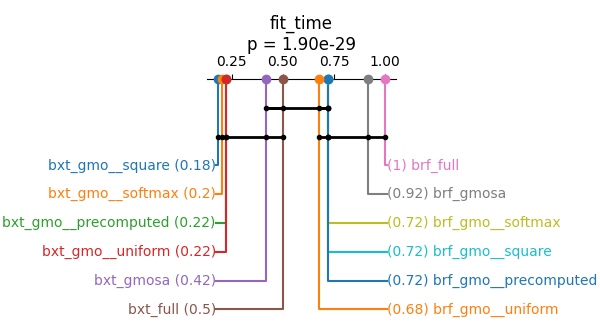 fit_time
p = 1.90e-29
0.25 0.50 0.75 1.00
bxt_gmo__square (0.18)
(1) brf_full
bxt_gmo__softmax (0.2)
(0.92) brf_gmosa
bxt_gmo__precomputed (0.22)
(0.72) brf_gmo__softmax
bxt_gmo__uniform (0.22)
(0.72) brf_gmo__square
bxt_gmosa (0.42)
(0.72) brf_gmo__precomputed
bxt_full (0.5)
(0.68) brf_gmo__uniform